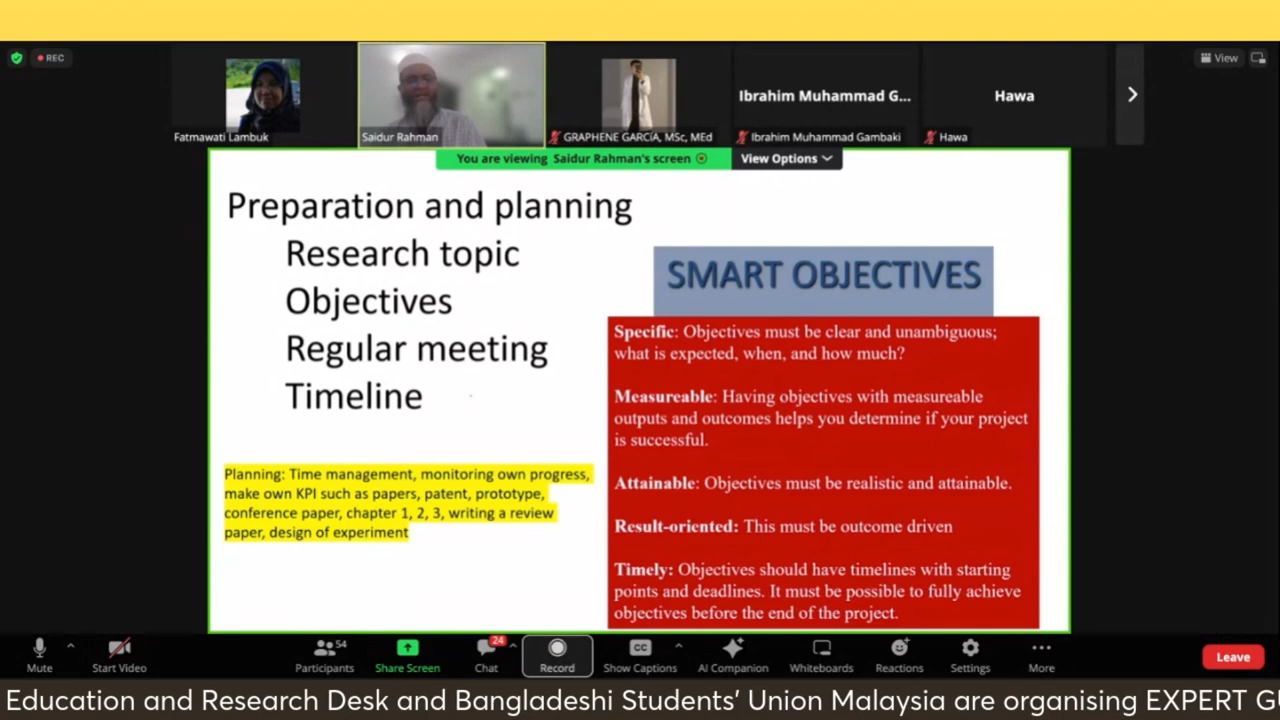 REC
View
Fatmawati Lambuk
Saidur Rahman
GRAPHENE GARCiA, MSc, MEd
Ibrahim Muhammad G...
Ibrahim Muhammad Gambaki
Hawa
Hawa
You are viewing Saidur Rahman's screen
View Options
Preparation and planning
Research topic
Objectives
Regular meeting
Timeline
Planning: Time management, monitoring own progress,
make own KPI such as papers, patent, prototype,
conference paper, chapter 1, 2, 3, writing a review
paper, design of experiment
SMART OBJECTIVES
Specific: Objectives must be clear and unambiguous;
what is expected, when, and how much?
Measureable: Having objectives with measureable
outputs and outcomes helps you determine if your project
is successful.
Attainable: Objectives must be realistic and attainable.
Result-oriented: This must be outcome driven
Timely: Objectives should have timelines with starting
points and deadlines. It must be possible to fully achieve
objectives before the end of the project.
Mute
Start Video
54
Participants
Share Screen
24
Chat
Record
CC
Show Captions
AI Companion
Whiteboards
Reactions
Settings
More
Leave
Education and Research Desk and Bangladeshi Students' Union Malaysia are organising EXPERT G